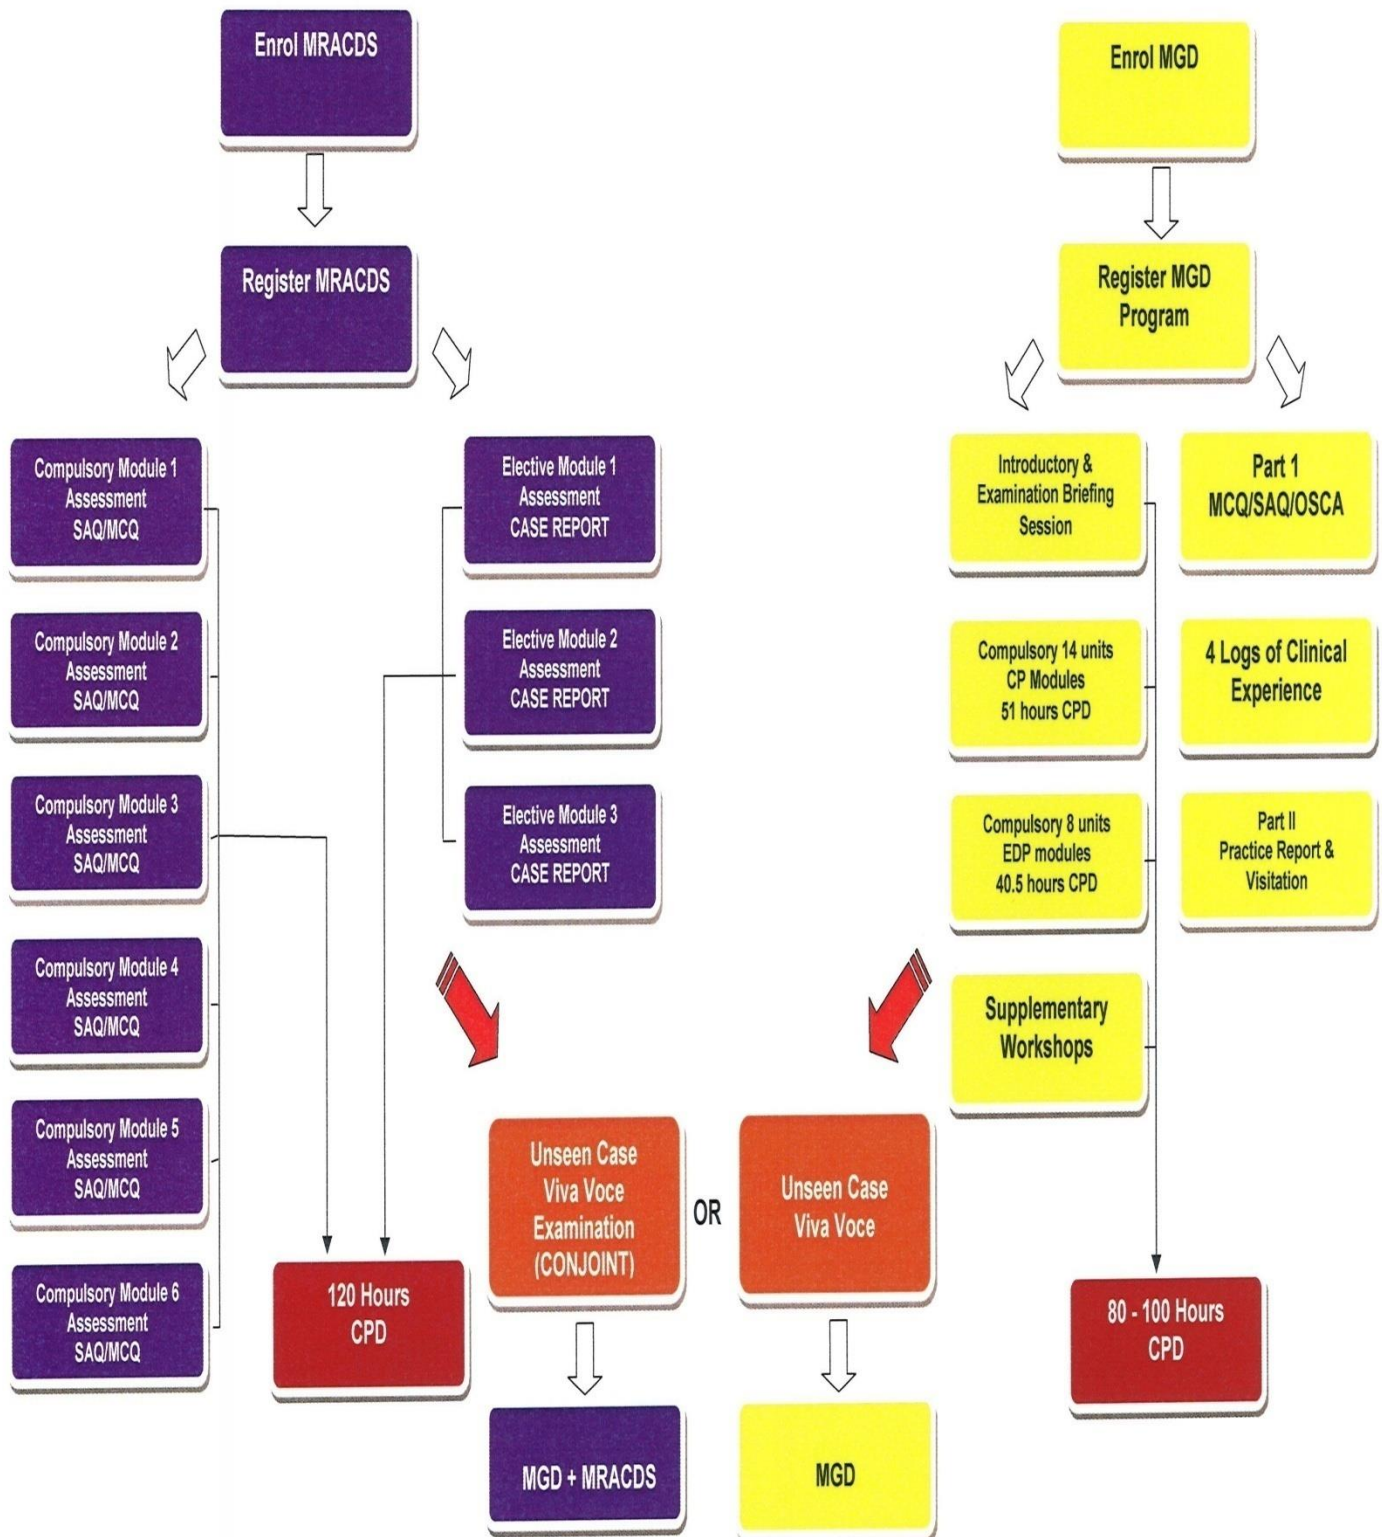 Enrol MRACDS
Enrol MGD
Register MRACDS
Register MGD
Program
Compulsory Module 1
Assessment
SAQ/MCQ
Elective Module 1
Assessment
CASE REPORT
Introductory &
Examination Briefing
Session
Part 1
MCQ/SAQ/OSCA
Compulsory Module 2
Assessment
SAQ/MCQ
Elective Module 2
Assessment
CASE REPORT
Compulsory 14 units
CP Modules
51 hours CPD
4 Logs of Clinical
Experience
Compulsory Module 3
Assessment
SAQ/MCQ
Elective Module 3
Assessment
CASE REPORT
Compulsory 8 units
EDP modules
40.5 hours CPD
Part II
Practice Report &
Visitation
Compulsory Module 4
Assessment
SAQ/MCQ
Supplementary
Workshops
Compulsory Module 5
Assessment
SAQ/MCQ
Unseen Case
Viva Voce
Examination
(CONJOINT)
OR
Unseen Case
Viva Voce
Compulsory Module 6
Assessment
SAQ/MCQ
120 Hours
CPD
80 - 100 Hours
CPD
MGD + MRACDS
MGD